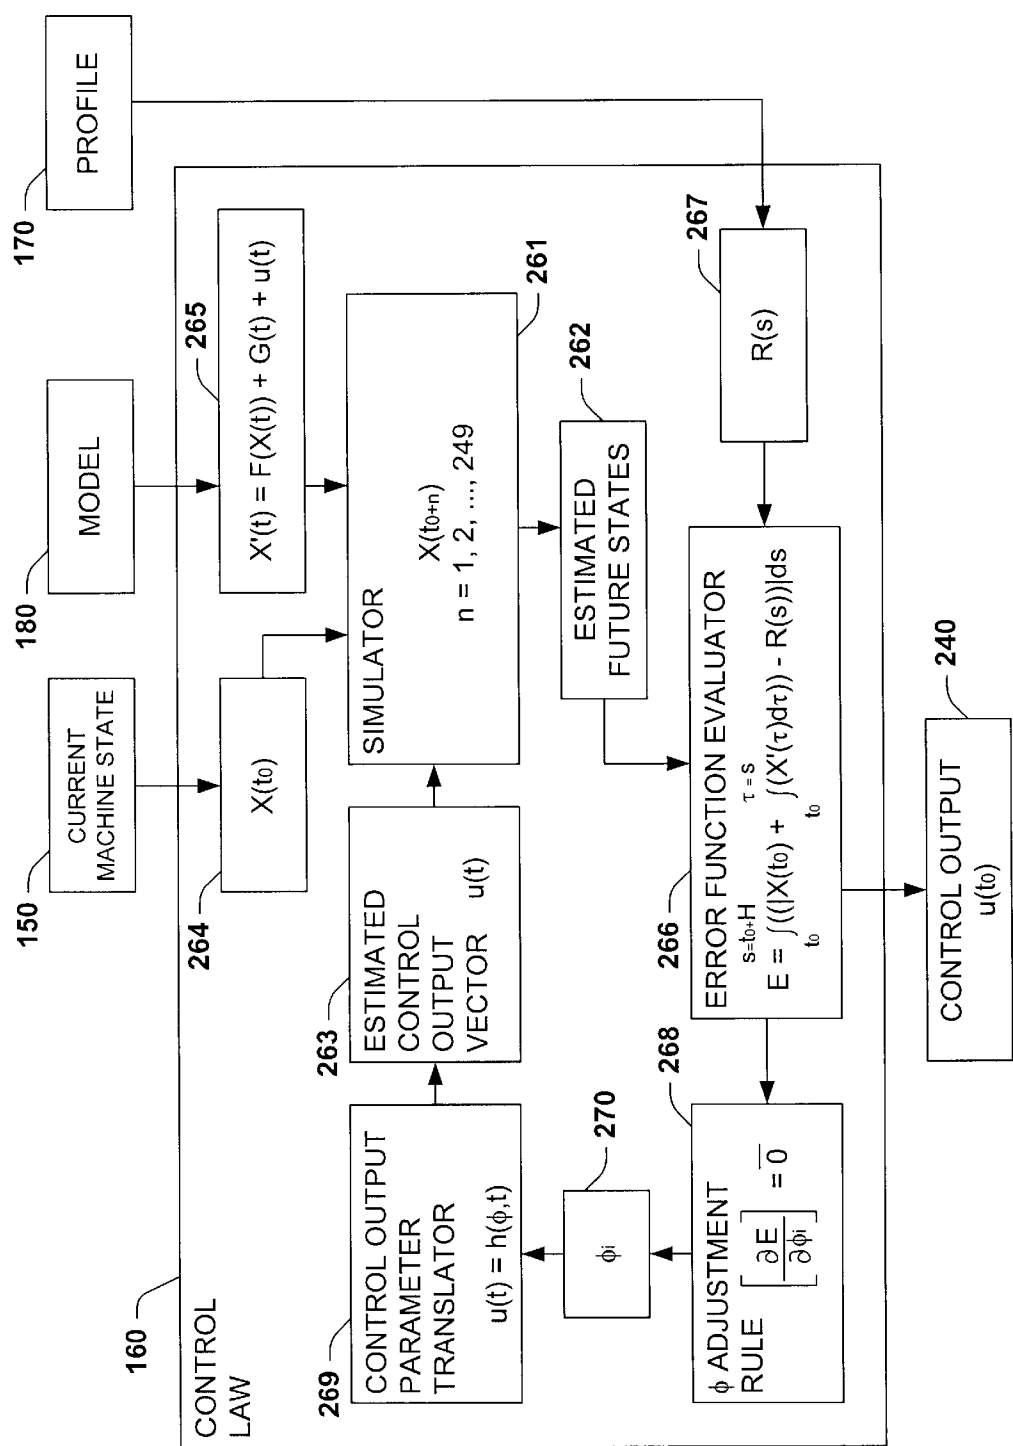 150
CURRENT
MACHINE STATE
180
MODEL
170
PROFILE
160
CONTROL
LAW
264
X(t0)
265
X'(t) = F(X(t)) + G(t) + u(t)
269
CONTROL OUTPUT
PARAMETER
TRANSLATOR
u(t) = h(ϕ,t)
263
ESTIMATED
CONTROL
OUTPUT
VECTOR u(t)
SIMULATOR
X(t0+n)
n = 1, 2, ..., 249
261
270
ϕi
262
ESTIMATED
FUTURE STATES
268
ϕ ADJUSTMENT
RULE [∂E/∂ϕi] = 0̅
266
ERROR FUNCTION EVALUATOR
s=t0+H τ = s
E = ∫((|X(t0) + ∫(X'(τ)dτ)) - R(s))|ds
t0 t0
267
R(s)
240
CONTROL OUTPUT
u(t0)